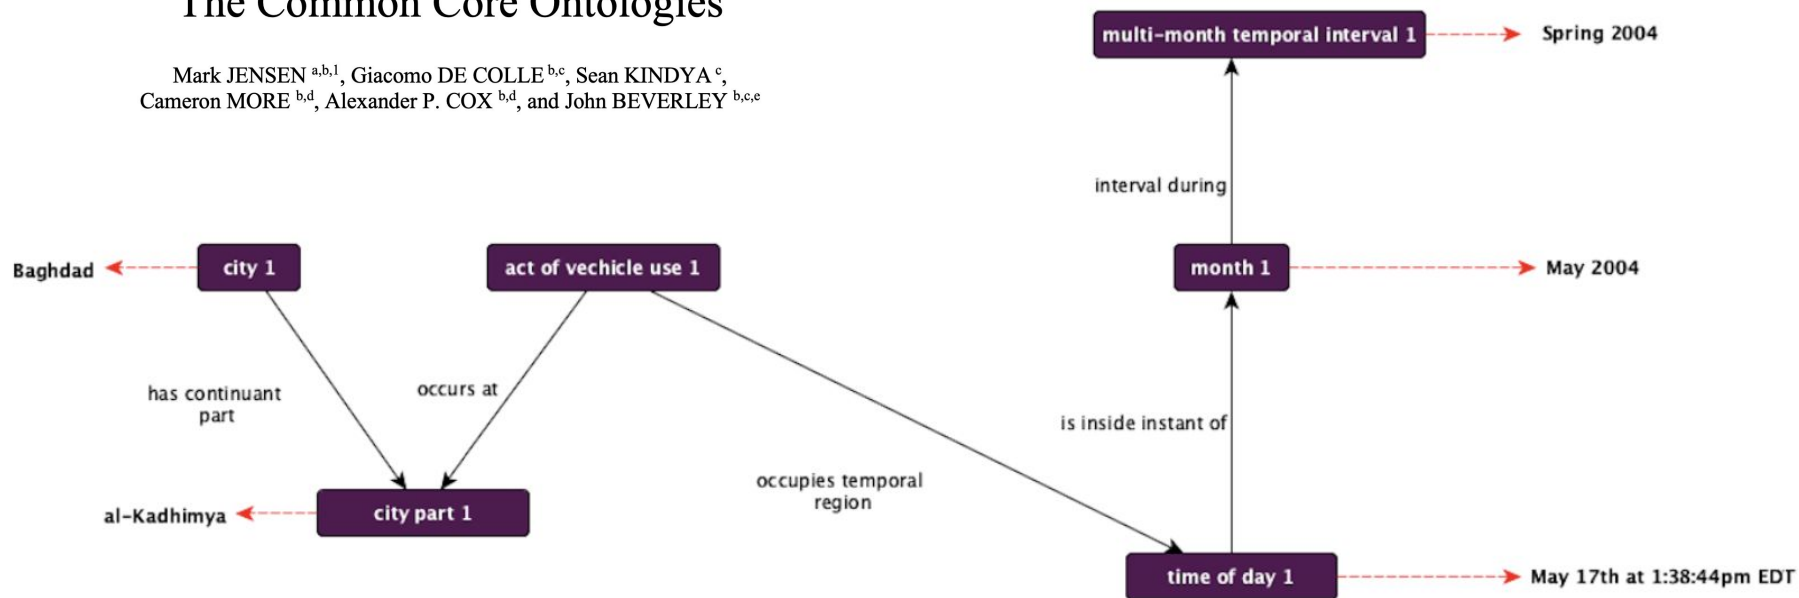 The Common Core Ontologies
Mark JENSEN a,b,1, Giacomo DE COLLE b,c, Sean KINDYA c,
Cameron MORE b,d, Alexander P. COX b,d, and John BEVERLEY b,c,e
multi-month temporal interval 1
Spring 2004
interval during
Baghdad
city 1
act of vechicle use 1
month 1
May 2004
has continuant
part
occurs at
is inside instant of
occupies temporal
region
al-Kadhimya
city part 1
time of day 1
May 17th at 1:38:44pm EDT